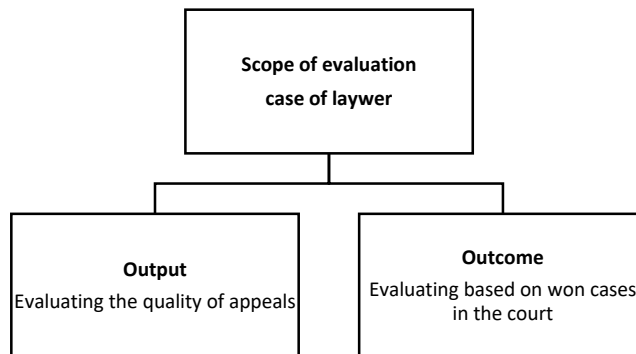 Scope of evaluation
case of laywer
Output
Evaluating the quality of appeals
Outcome
Evaluating based on won cases
in the court